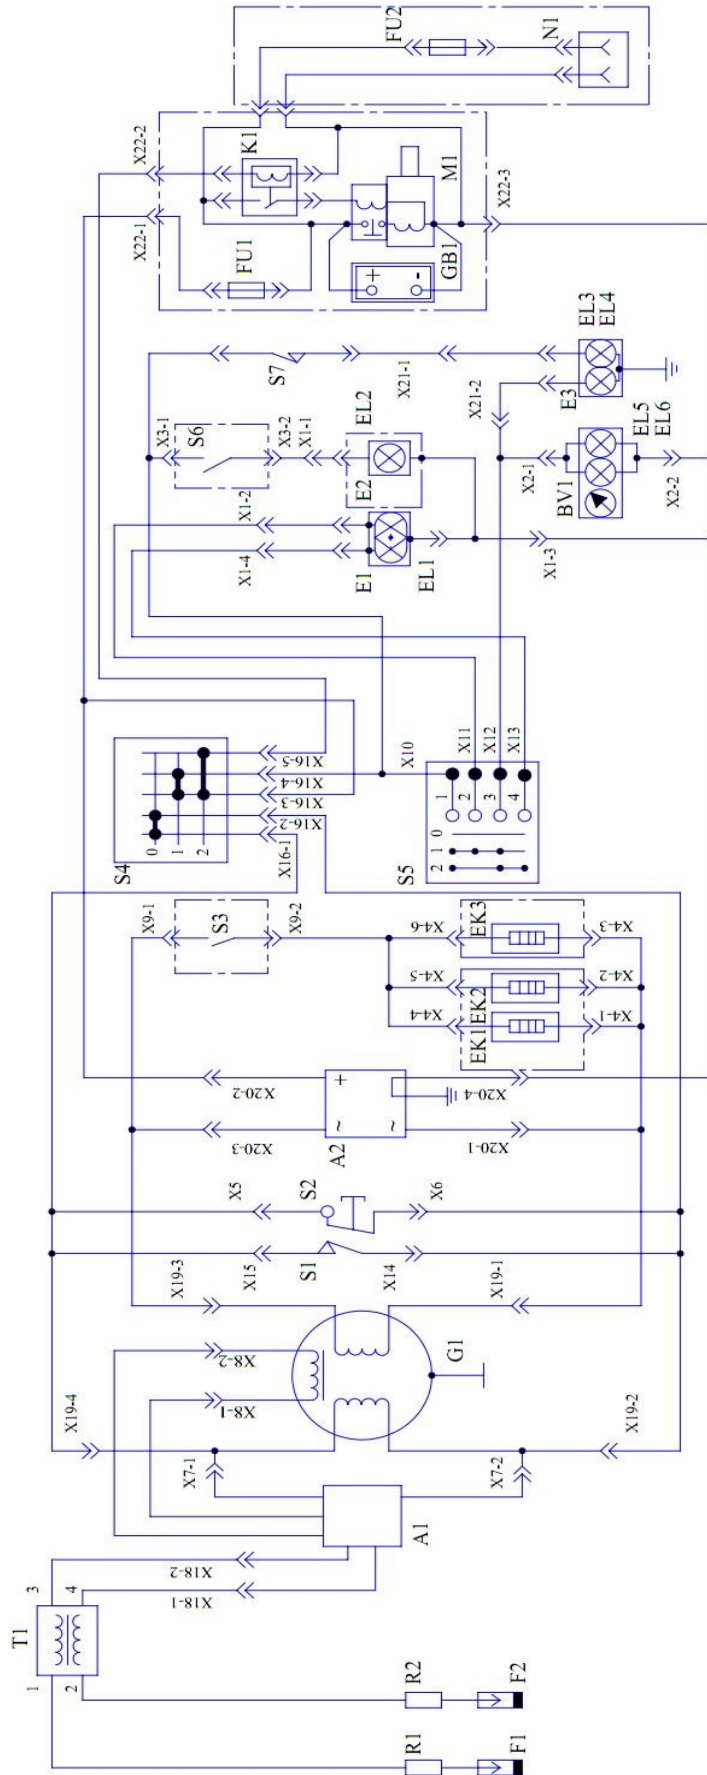 FU2
N1
X22-2
K1
X22-1
FU1
M1
X22-3
GB1
+
-
EL3
EL4
S7
X21-1
X21-2
E3
X3-1
S6
X3-2
X1-1
EL2
E2
X1-2
X1-4
E1
EL1
X1-3
X2-1
BV1
EL5
EL6
X2-2
S4
0
1
2
X16-5
X16-4
X16-3
X16-2
X16-1
X10
X11
X12
X13
1
2
3
4
0
1
2
S5
X9-1
S3
X9-2
X4-6
EK3
X4-3
X4-5
EK2
X4-2
X4-4
EK1
X4-1
X20-2
+
X20-4
X20-3
~
~
A2
X20-1
X5
S2
X6
X15
S1
X14
X19-3
X19-1
X8-2
X8-1
G1
X19-4
X19-2
X7-1
X7-2
A1
X18-2
X18-1
T1
3
4
1
2
R2
F2
R1
F1